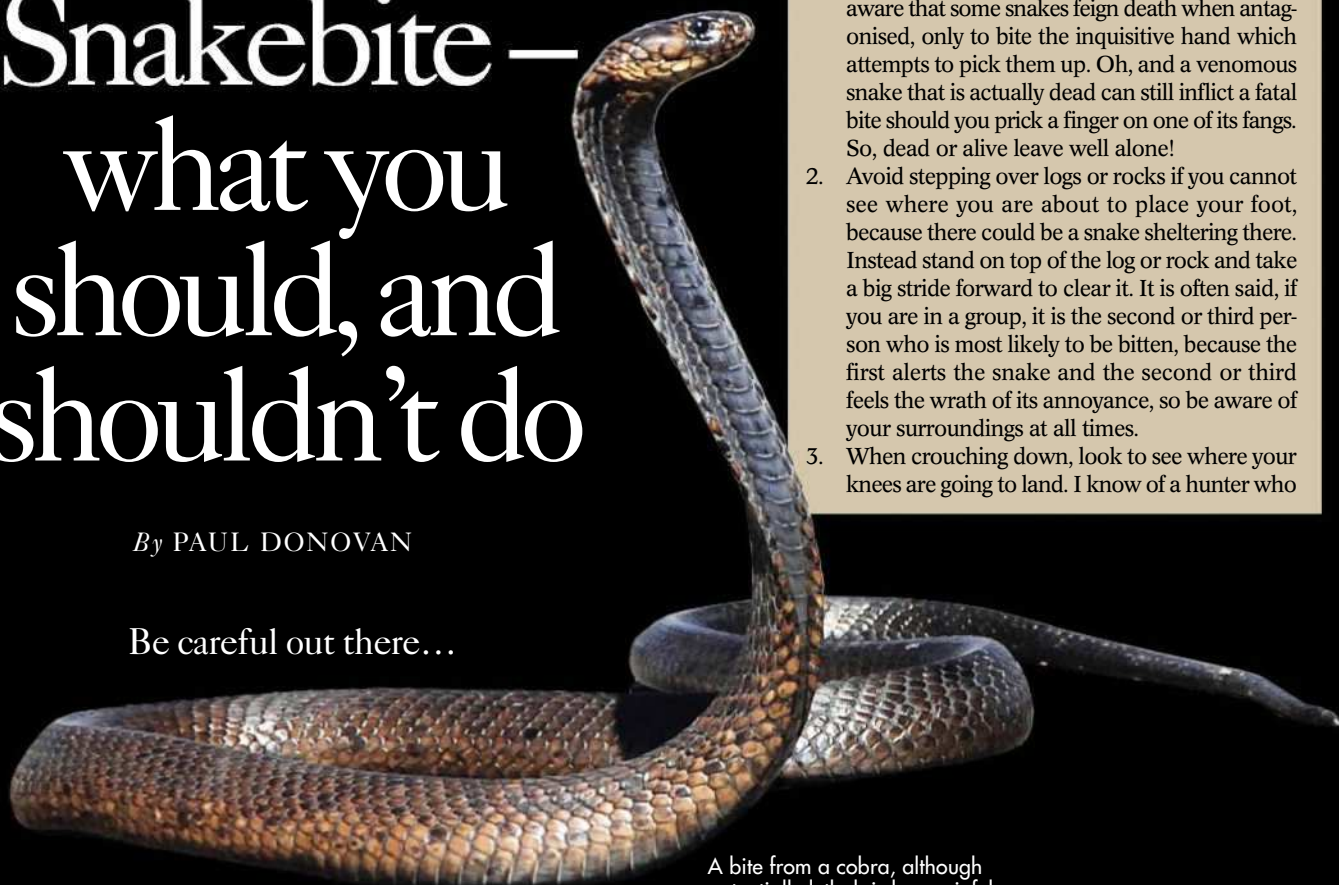 Snakebite –
what you
should, and
shouldn't do
By PAUL DONOVAN
Be careful out there…
aware that some snakes feign death when antag-
onised, only to bite the inquisitive hand which
attempts to pick them up. Oh, and a venomous
snake that is actually dead can still inflict a fatal
bite should you prick a finger on one of its fangs.
So, dead or alive leave well alone!
2. Avoid stepping over logs or rocks if you cannot
see where you are about to place your foot,
because there could be a snake sheltering there.
Instead stand on top of the log or rock and take
a big stride forward to clear it. It is often said, if
you are in a group, it is the second or third per-
son who is most likely to be bitten, because the
first alerts the snake and the second or third
feels the wrath of its annoyance, so be aware of
your surroundings at all times.
3. When crouching down, look to see where your
knees are going to land. I know of a hunter who
A bite from a cobra, although